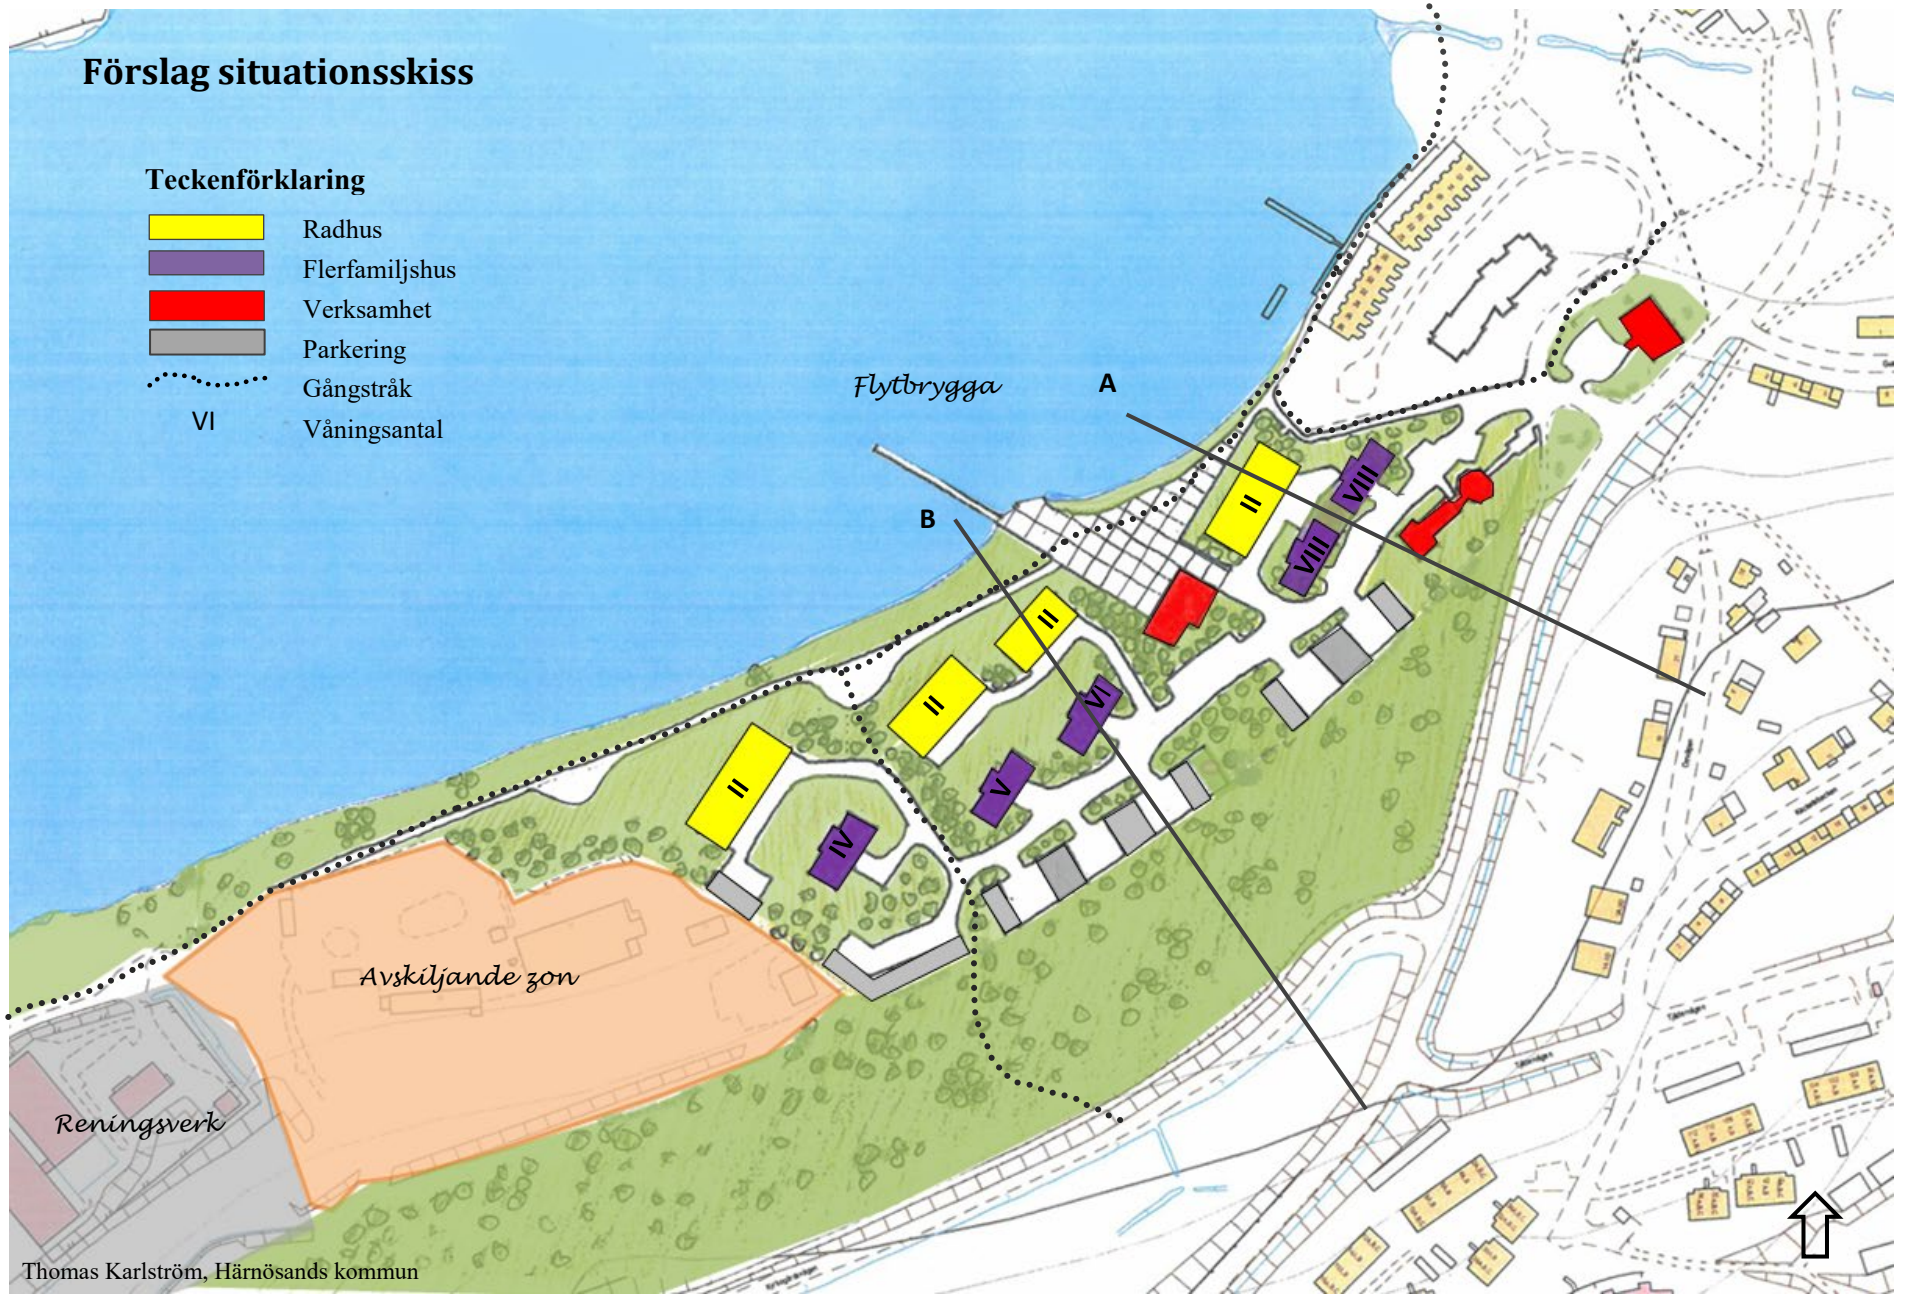 Förslag situationsskiss
Teckenförklaring
Radhus
Flerfamiljshus
Verksamhet
Parkering
Gångstråk
VI
Våningsantal
Flytbrygga
A
B
II
VIII
VIII
II
II
VI
V
II
IV
Avskiljande zon
Reningsverk
Thomas Karlström, Härnösands kommun